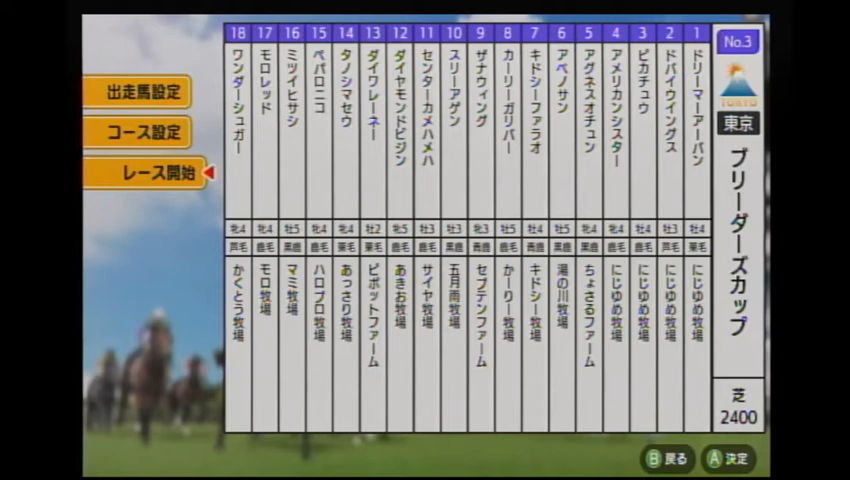 No.3
TOKYO
東京
ブリーダーズカップ
芝
2400
1 ドリーマーアーバン 牡4 栗毛 にじゆめ牧場
2 ドバイウイングス 牡3 芦毛 にじゆめ牧場
3 ピカチュウ 牝4 鹿毛 にじゆめ牧場
4 アメリカンシスター 牝4 鹿毛 にじゆめ牧場
5 アグネスオチュン 牝4 黒鹿 ちょさるファーム
6 アベノサン 牡5 黒鹿 湯の川牧場
7 キドシーファラオ 牡4 青鹿 キドシー牧場
8 カーリーガリバー 牡5 鹿毛 かーりー牧場
9 ザナウィング 牝3 青鹿 セブテンファーム
10 スリーアゲン 牡3 黒鹿 五月雨牧場
11 センターカメハメハ 牡3 鹿毛 サイヤ牧場
12 ダイヤモンドビジン 牝5 鹿毛 あきお牧場
13 ダイワレーネー 牡2 栗毛 ピボットファーム
14 タノシマセウ 牝4 栗毛 あっさり牧場
15 ペパロニコ 牝4 鹿毛 ハロプロ牧場
16 ミツイヒサシ 牡5 黒鹿 マミ牧場
17 モロレッド 牝4 鹿毛 モロ牧場
18 ワンダーシュガー 牝4 芦毛 かくとう牧場
出走馬設定
コース設定
レース開始
B 戻る
A 決定